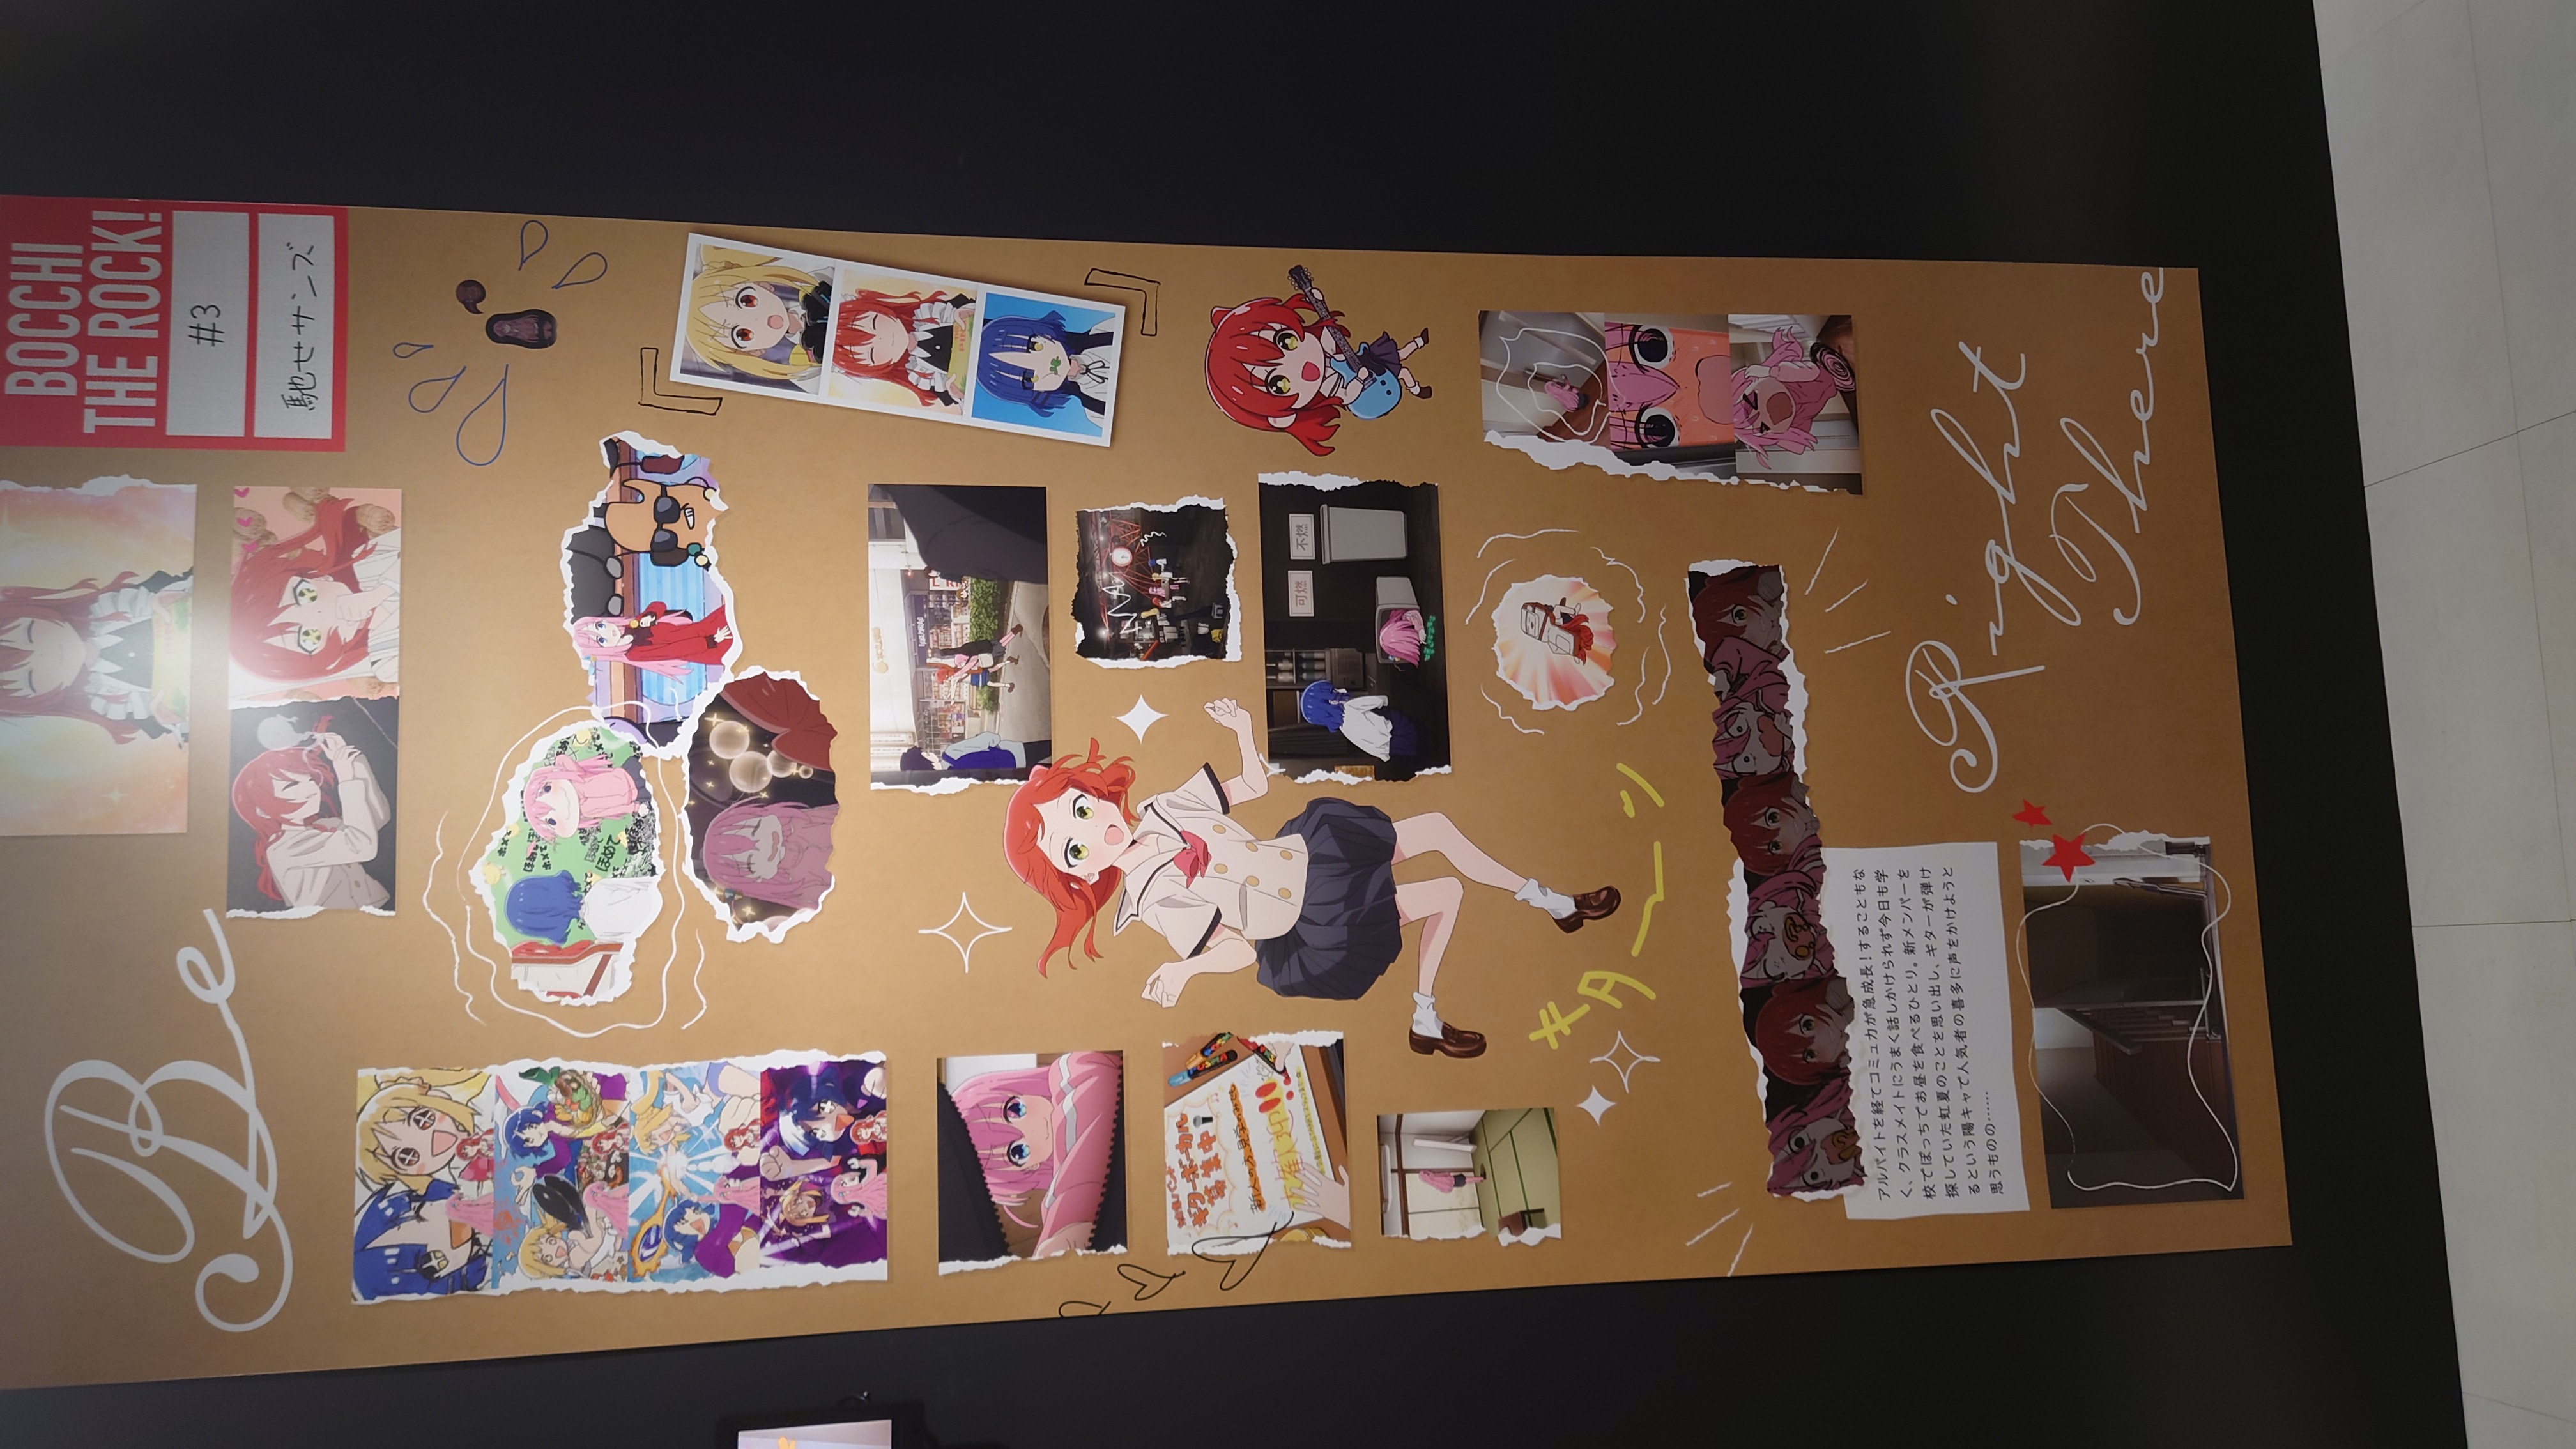 Be
BOCCHI
THE ROCK!
#3
馳せサンズ
ほめて
ギターボーカル
募集中
新人の方、見学のみでも
大歓迎!!
可燃
不燃
キターン
アルバイトを経てコミュ力が急成長!することもな
く、クラスメイトにうまく話しかけられず今日も学
校でぼっちでお昼を食べるひとり。新メンバーを
探していた虹夏のことを思い出し、ギターが弾け
るという陽キャで人気者の喜多に声をかけようと
思うものの……
Right
There